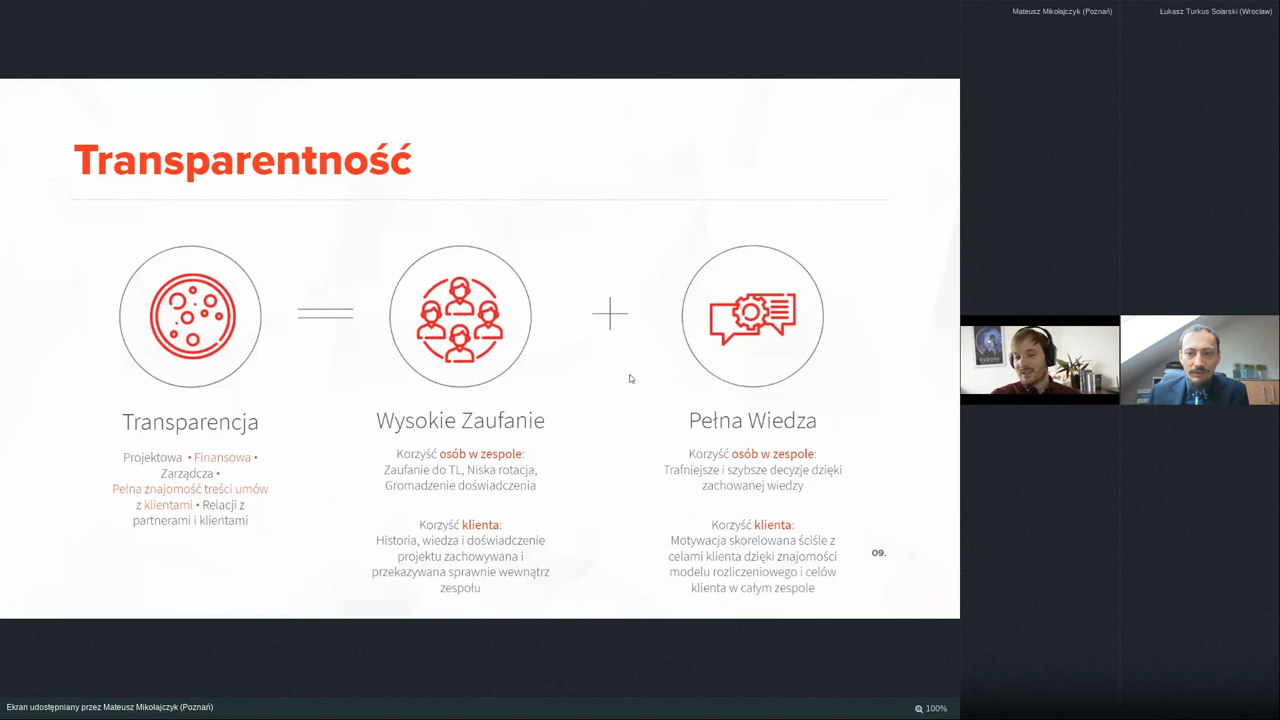 Mateusz Mikołajczyk (Poznań)
Łukasz Turkus Solarski (Wrocław)
Transparentność
Transparencja
Projektowa • Finansowa •
Zarządcza •
Pełna znajomość treści umów
z klientami • Relacji z
partnerami i klientami
Wysokie Zaufanie
Korzyść osób w zespole:
Zaufanie do TL, Niska rotacja,
Gromadzenie doświadczenia
Korzyść klienta:
Historia, wiedza i doświadczenie
projektu zachowywana i
przekazywana sprawnie wewnątrz
zespołu
Pełna Wiedza
Korzyść osób w zespole:
Trafniejsze i szybsze decyzje dzięki
zachowanej wiedzy
Korzyść klienta:
Motywacja skorelowana ściśle z
celami klienta dzięki znajomości
modelu rozliczeniowego i celów
klienta w całym zespole
09.
EUROPA
Ekran udostępniany przez Mateusz Mikołajczyk (Poznań)
100%